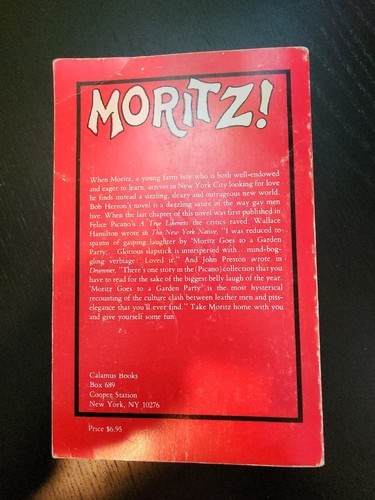 MORITZ!
When Moritz, a young farm boy who is both well-endowed
and eager to learn, arrives in New York City looking for love
he finds instead a sizzling, sleazy and outrageous new world.
Bob Herron's novel is a dazzling satire of the way gay men
live. When the last chapter of this novel was first published in
Felice Picano's A True Likeness the critics raved. Wallace
Hamilton wrote in The New York Native, "I was reduced to
spasms of gasping laughter by 'Moritz Goes to a Garden
Party.' Glorious slapstick is interspersed with mind-bog-
gling verbiage. Loved it." And John Preston wrote in
Drummer, "There's one story in the (Picano) collection that you
have to read for the sake of the biggest belly laugh of the year.
'Moritz Goes to a Garden Party' is the most hysterical
recounting of the culture clash between leather men and piss-
elegance that you'll ever find." Take Moritz home with you
and give yourself some fun.
Calamus Books
Box 689
Cooper Station
New York, NY 10276
Price $6.95